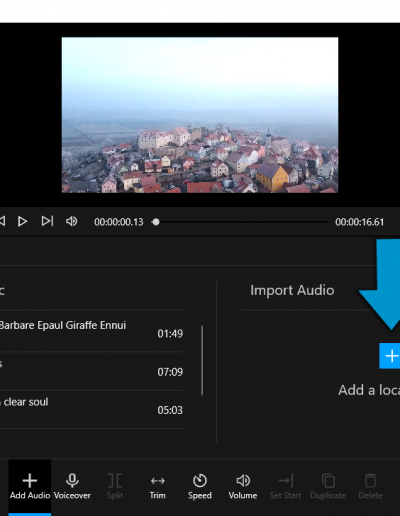 00:00:00.13
00:00:16.61
Import Audio
Barbare Epaul Giraffe Ennui
01:49
07:09
clear soul
05:03
Add a loca
Add Audio Voiceover Split Trim Speed Volume Set Start Duplicate Delete